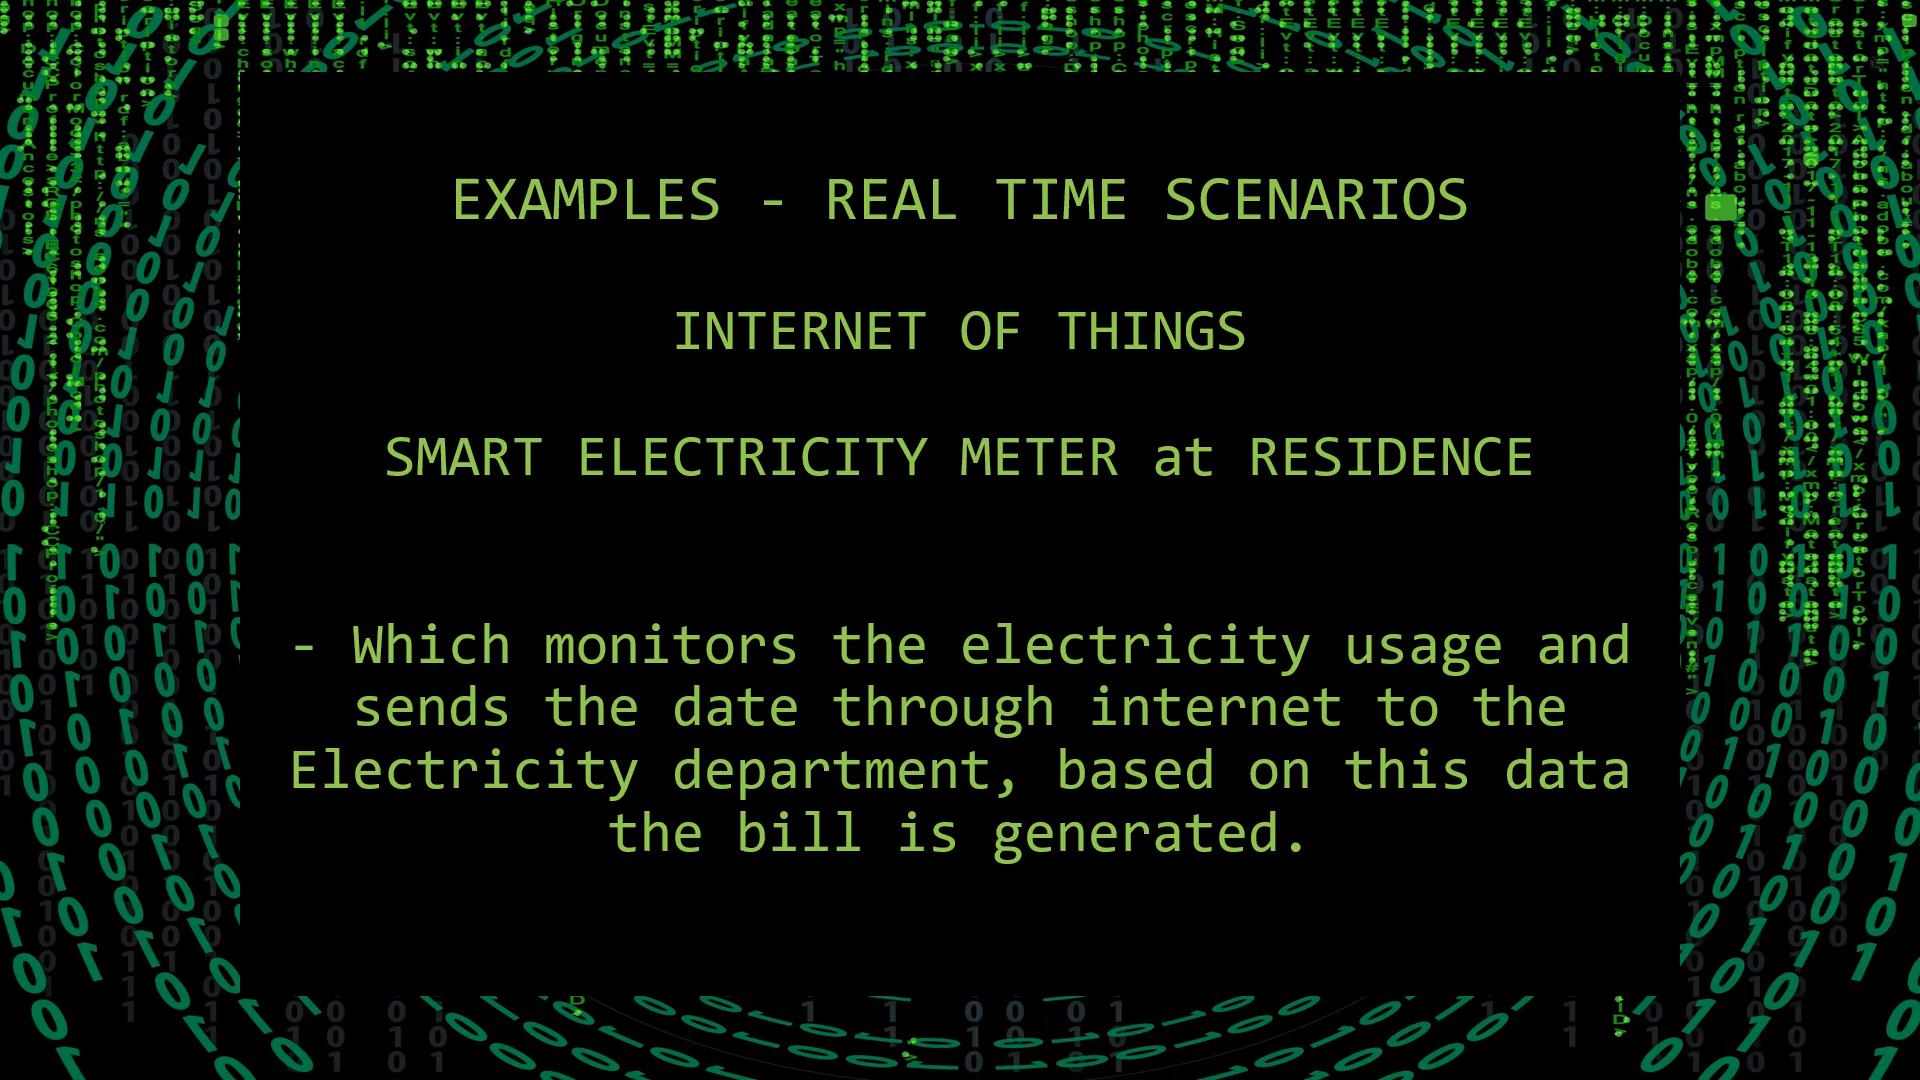 EXAMPLES - REAL TIME SCENARIOS
INTERNET OF THINGS
SMART ELECTRICITY METER at RESIDENCE
- Which monitors the electricity usage and
sends the date through internet to the
Electricity department, based on this data
the bill is generated.